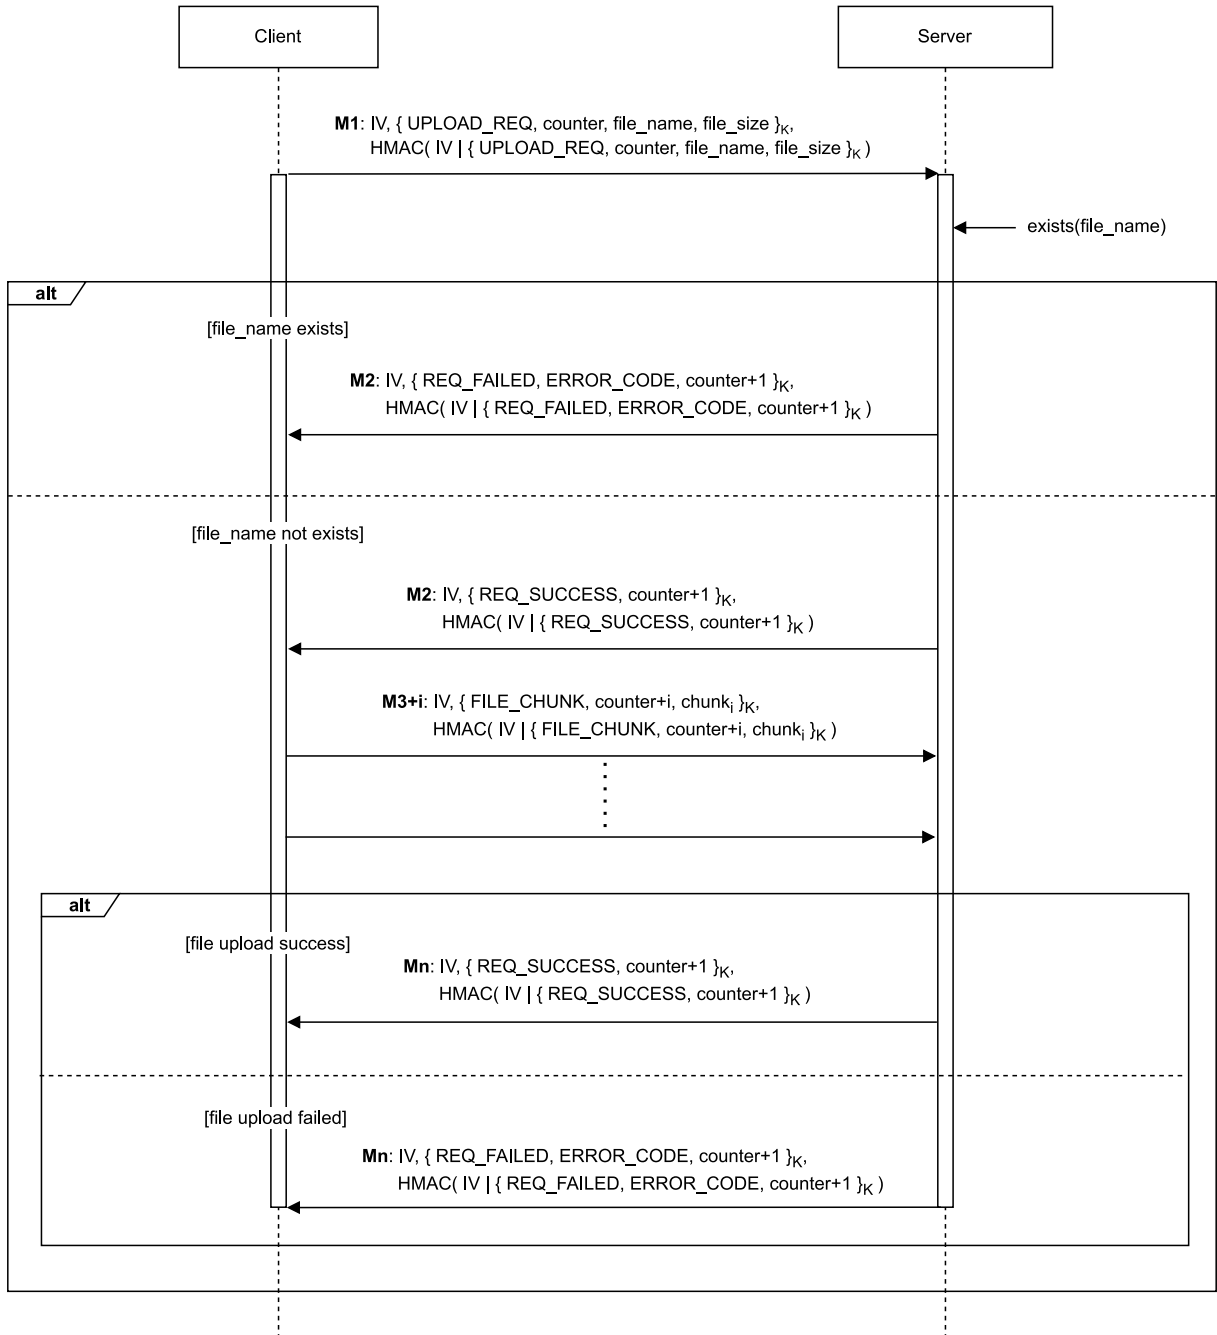 Client
Server
M1: IV, { UPLOAD_REQ, counter, file_name, file_size }K,
HMAC( IV | { UPLOAD_REQ, counter, file_name, file_size }K )
exists(file_name)
alt
[file_name exists]
M2: IV, { REQ_FAILED, ERROR_CODE, counter+1 }K,
HMAC( IV | { REQ_FAILED, ERROR_CODE, counter+1 }K )
[file_name not exists]
M2: IV, { REQ_SUCCESS, counter+1 }K,
HMAC( IV | { REQ_SUCCESS, counter+1 }K )
M3+i: IV, { FILE_CHUNK, counter+i, chunki }K,
HMAC( IV | { FILE_CHUNK, counter+i, chunki }K )
alt
[file upload success]
Mn: IV, { REQ_SUCCESS, counter+1 }K,
HMAC( IV | { REQ_SUCCESS, counter+1 }K )
[file upload failed]
Mn: IV, { REQ_FAILED, ERROR_CODE, counter+1 }K,
HMAC( IV | { REQ_FAILED, ERROR_CODE, counter+1 }K )